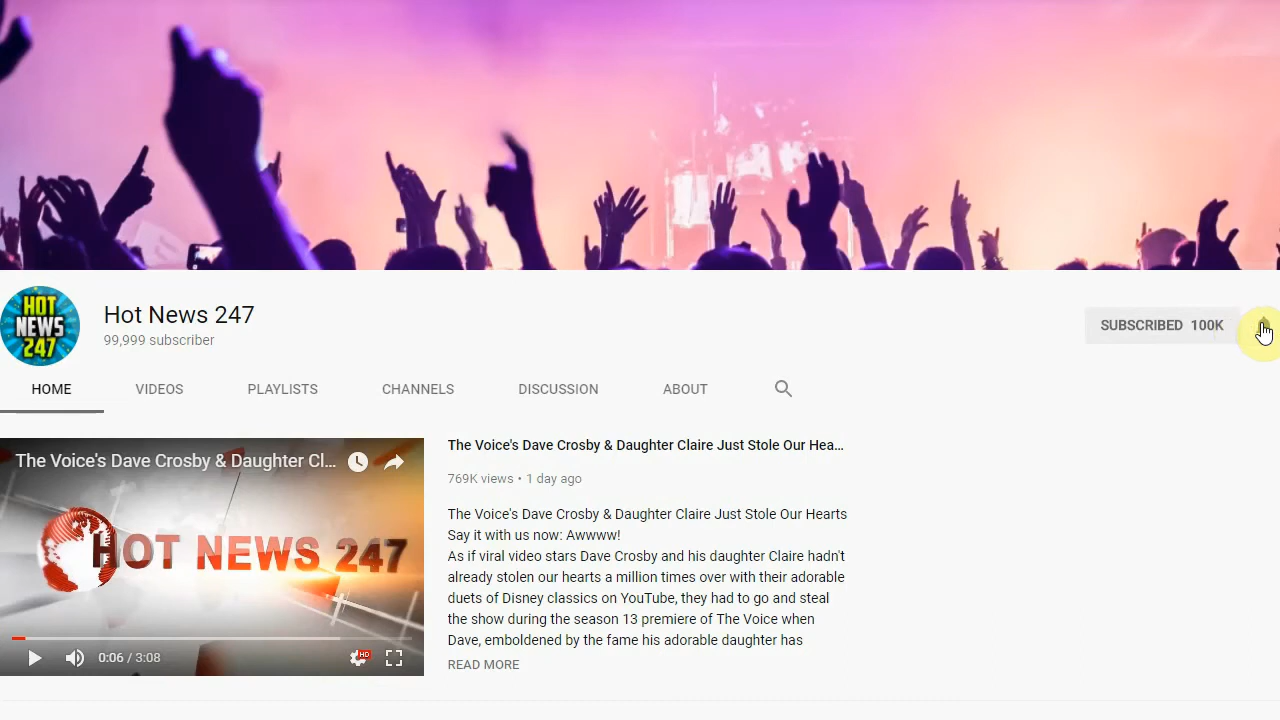 HOT
NEWS
247
Hot News 247
99,999 subscriber
SUBSCRIBED 100K
HOME VIDEOS PLAYLISTS CHANNELS DISCUSSION ABOUT
The Voice's Dave Crosby & Daughter Cl...
HOT NEWS 247
0:06 / 3:08
HD
The Voice's Dave Crosby & Daughter Claire Just Stole Our Hea...
769K views • 1 day ago
The Voice's Dave Crosby & Daughter Claire Just Stole Our Hearts
Say it with us now: Awwww!
As if viral video stars Dave Crosby and his daughter Claire hadn't
already stolen our hearts a million times over with their adorable
duets of Disney classics on YouTube, they had to go and steal
the show during the season 13 premiere of The Voice when
Dave, emboldened by the fame his adorable daughter has
READ MORE